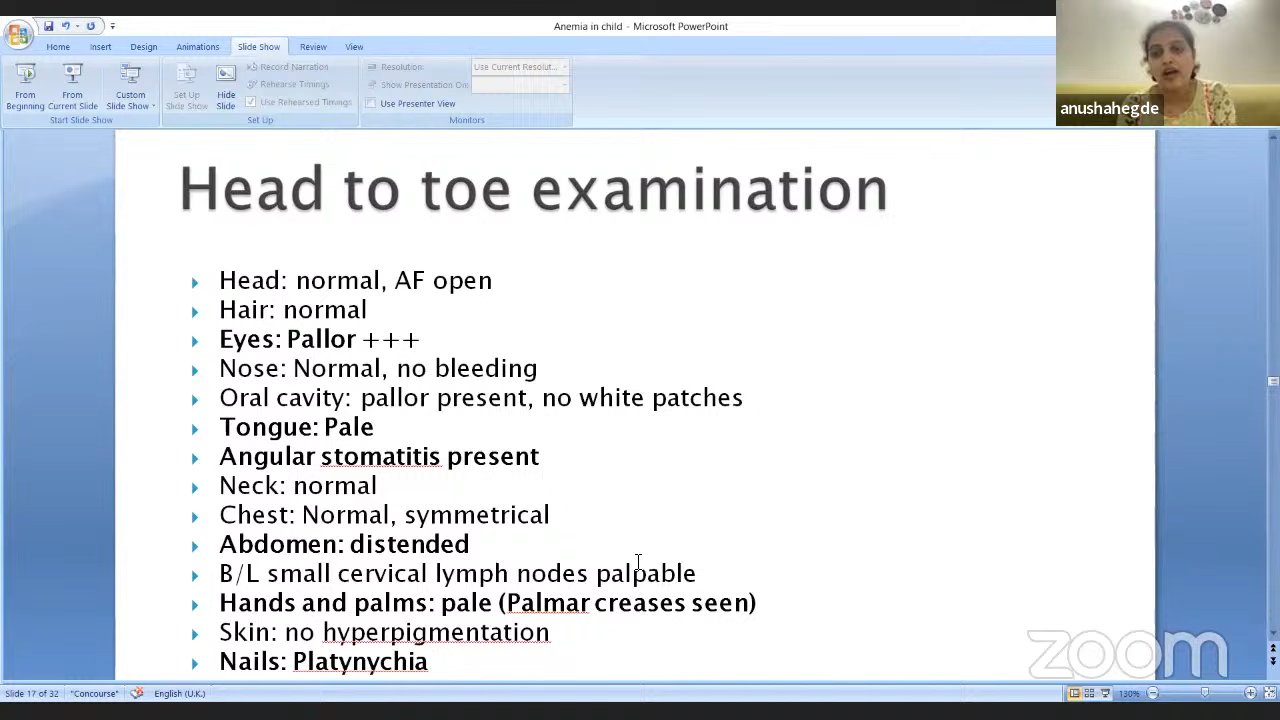 Anemia in child - Microsoft PowerPoint
Home Insert Design Animations Slide Show Review View
From Beginning
From Current Slide
Custom Slide Show
Set Up Slide Show
Hide Slide
Record Narration
Rehearse Timings
Use Rehearsed Timings
Resolution: Use Current Resolut...
Show Presentation On:
Use Presenter View
Start Slide Show Set Up Monitors
anushahegde
Head to toe examination
Head: normal, AF open
Hair: normal
Eyes: Pallor +++
Nose: Normal, no bleeding
Oral cavity: pallor present, no white patches
Tongue: Pale
Angular stomatitis present
Neck: normal
Chest: Normal, symmetrical
Abdomen: distended
B/L small cervical lymph nodes palpable
Hands and palms: pale (Palmar creases seen)
Skin: no hyperpigmentation
Nails: Platynychia
zoom
Slide 17 of 32 "Concourse" English (U.K.) 130%